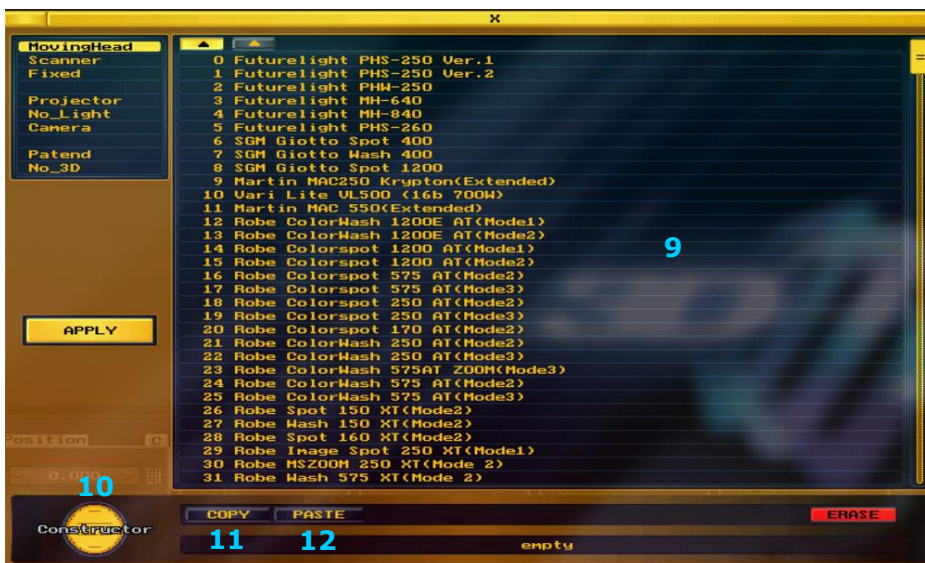 X
MovingHead
Scanner
Fixed
Projector
No_Light
Camera
Patend
No_3D
APPLY
0 Futurelight PHS-250 Ver.1
1 Futurelight PHS-250 Ver.2
2 Futurelight PHW-250
3 Futurelight MH-640
4 Futurelight MH-840
5 Futurelight PHS-260
6 SGM Giotto Spot 400
7 SGM Giotto Wash 400
8 SGM Giotto Spot 1200
9 Martin MAC250 Krypton(Extended)
10 Vari Lite VL500 (16b 700W)
11 Martin MAC 550(Extended)
12 Robe ColorWash 1200E AT(Mode1)
13 Robe ColorWash 1200E AT(Mode2)
14 Robe Colorspot 1200 AT(Mode1)
15 Robe Colorspot 1200 AT(Mode2)
16 Robe Colorspot 575 AT(Mode2)
17 Robe Colorspot 575 AT(Mode3)
18 Robe Colorspot 250 AT(Mode2)
19 Robe Colorspot 250 AT(Mode3)
20 Robe Colorspot 170 AT(Mode2)
21 Robe ColorWash 250 AT(Mode2)
22 Robe ColorWash 250 AT(Mode3)
23 Robe ColorWash 575AT ZOOM(Mode3)
24 Robe ColorWash 575 AT(Mode2)
25 Robe ColorWash 575 AT(Mode3)
26 Robe Spot 150 XT(Mode2)
27 Robe Wash 150 XT(Mode2)
28 Robe Spot 160 XT(Mode2)
29 Robe Image Spot 250 XT(Mode1)
30 Robe MSZOOM 250 XT(Mode 2)
31 Robe Wash 575 XT(Mode 2)
9
Position C
0.000
10
Constructor
COPY PASTE ERASE
11 12
empty